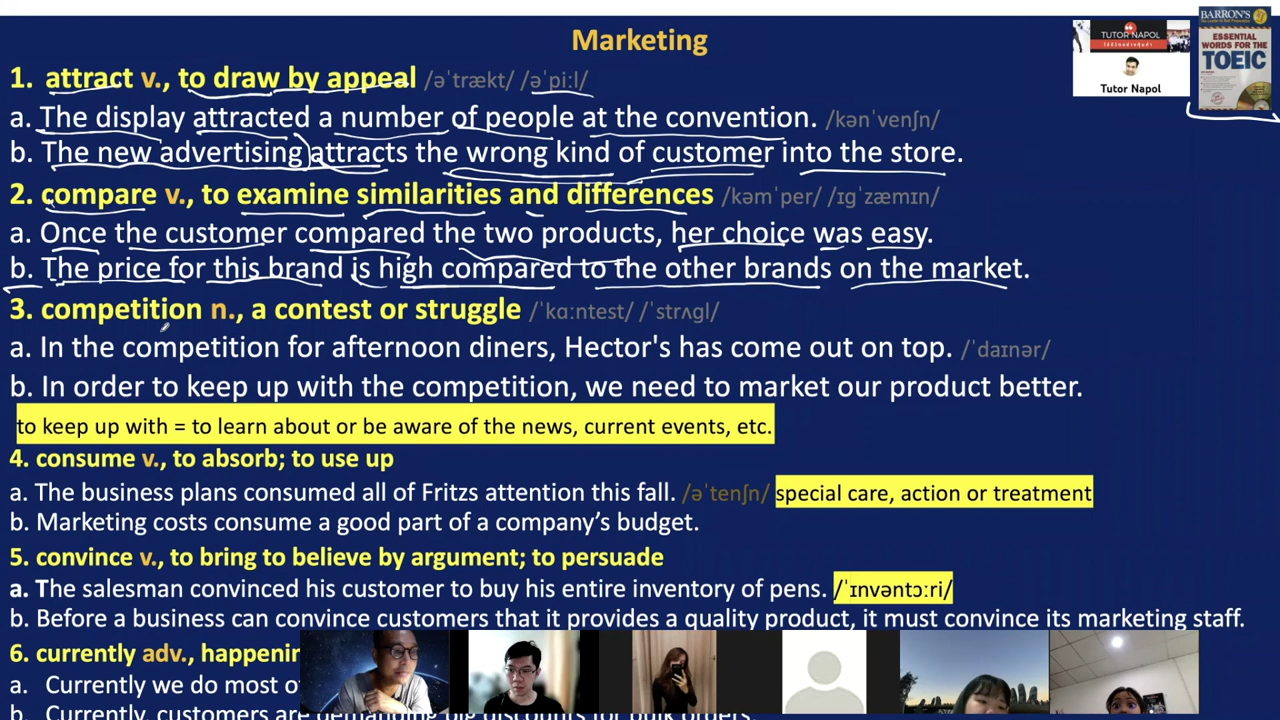 Marketing
1. attract v., to draw by appeal /əˈtrækt/ /əˈpiːl/
a. The display attracted a number of people at the convention. /kənˈvenʃn/
b. The new advertising attracts the wrong kind of customer into the store.
2. compare v., to examine similarities and differences /kəmˈper/ /ɪɡˈzæmɪn/
a. Once the customer compared the two products, her choice was easy.
b. The price for this brand is high compared to the other brands on the market.
3. competition n., a contest or struggle /ˈkɑːntest/ /ˈstrʌɡl/
a. In the competition for afternoon diners, Hector's has come out on top. /ˈdaɪnər/
b. In order to keep up with the competition, we need to market our product better.
to keep up with = to learn about or be aware of the news, current events, etc.
4. consume v., to absorb; to use up
a. The business plans consumed all of Fritzs attention this fall. /əˈtenʃn/ special care, action or treatment
b. Marketing costs consume a good part of a company’s budget.
5. convince v., to bring to believe by argument; to persuade
a. The salesman convinced his customer to buy his entire inventory of pens. /ˈɪnvəntɔːri/
b. Before a business can convince customers that it provides a quality product, it must convince its marketing staff.
6. currently adv., happenin
a. Currently we do most o
b. Currently, customers are demanding big discounts for bulk orders.
TUTOR NAPOL
Tutor Napol
BARRON'S
ESSENTIAL
WORDS FOR THE
TOEIC